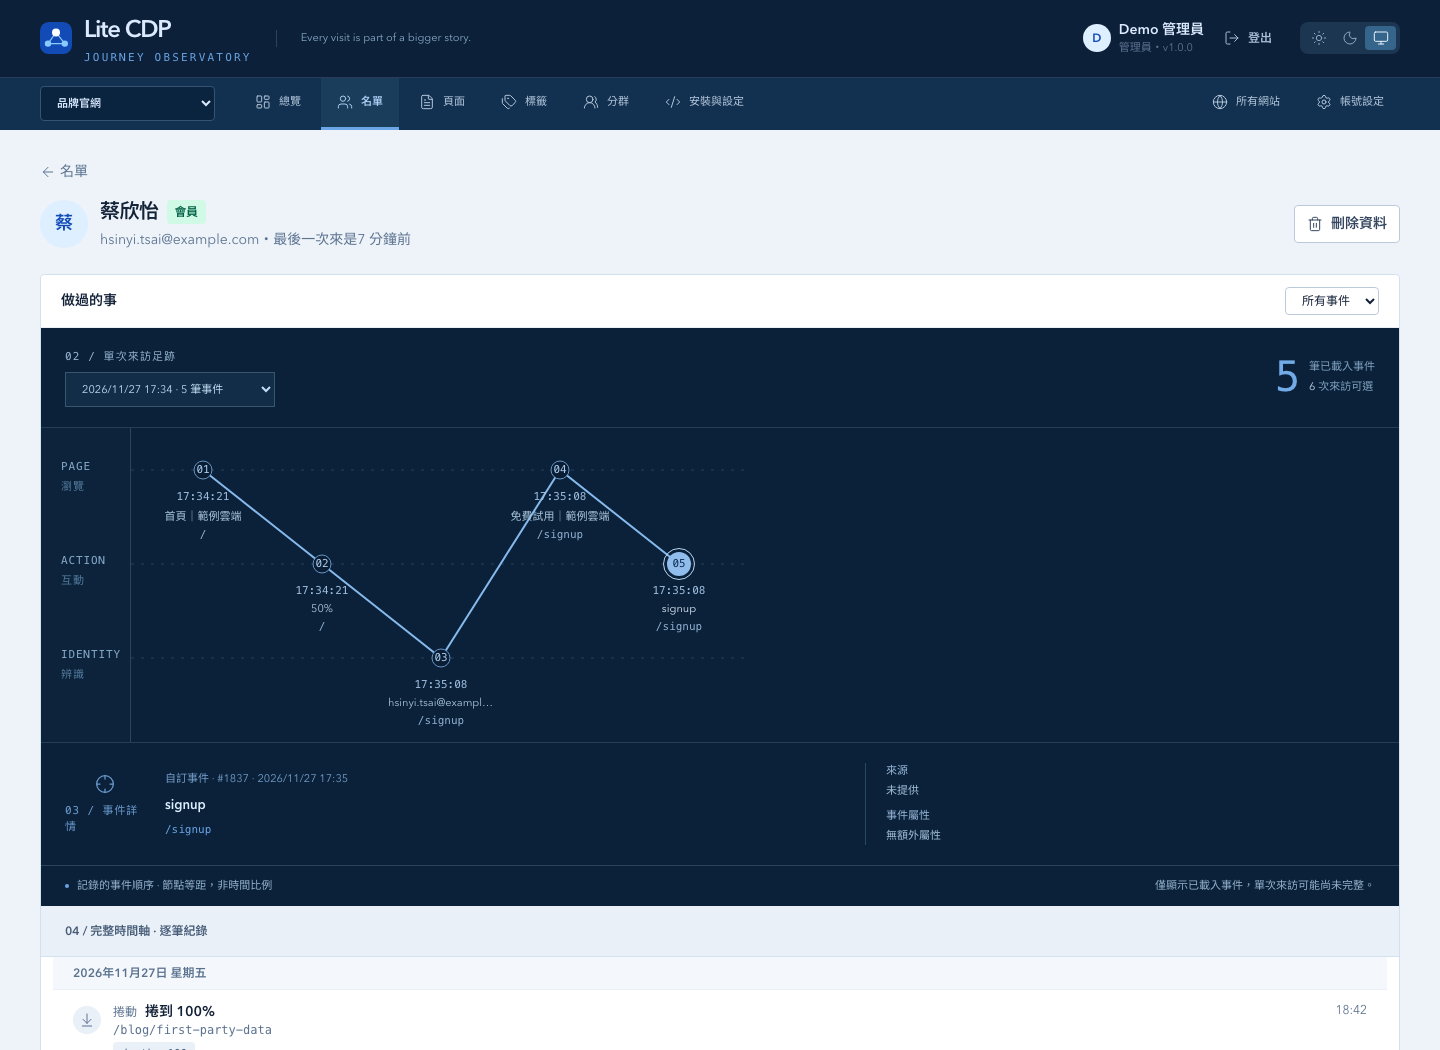 Lite CDP
JOURNEY OBSERVATORY
Every visit is part of a bigger story.
D
Demo 管理員
管理員・v1.0.0
登出
品牌官網
總覽
名單
頁面
標籤
分群
安裝與設定
所有網站
帳號設定
← 名單
蔡
蔡欣怡 會員
hsinyi.tsai@example.com・最後一次來是7 分鐘前
刪除資料
做過的事
所有事件
02 / 單次來訪足跡
2026/11/27 17:34 · 5 筆事件
5
筆已載入事件
6 次來訪可選
PAGE
瀏覽
01
17:34:21
首頁｜範例雲端
/
04
17:35:08
免費試用｜範例雲端
/signup
ACTION
互動
02
17:34:21
50%
/
05
17:35:08
signup
/signup
IDENTITY
辨識
03
17:35:08
hsinyi.tsai@exampl…
/signup
03 / 事件詳
情
自訂事件 · #1837 · 2026/11/27 17:35
signup
/signup
來源
未提供
事件屬性
無額外屬性
記錄的事件順序 · 節點等距，非時間比例
僅顯示已載入事件，單次來訪可能尚未完整。
04 / 完整時間軸 · 逐筆紀錄
2026年11月27日 星期五
捲動 捲到 100%
18:42
/blog/first-party-data